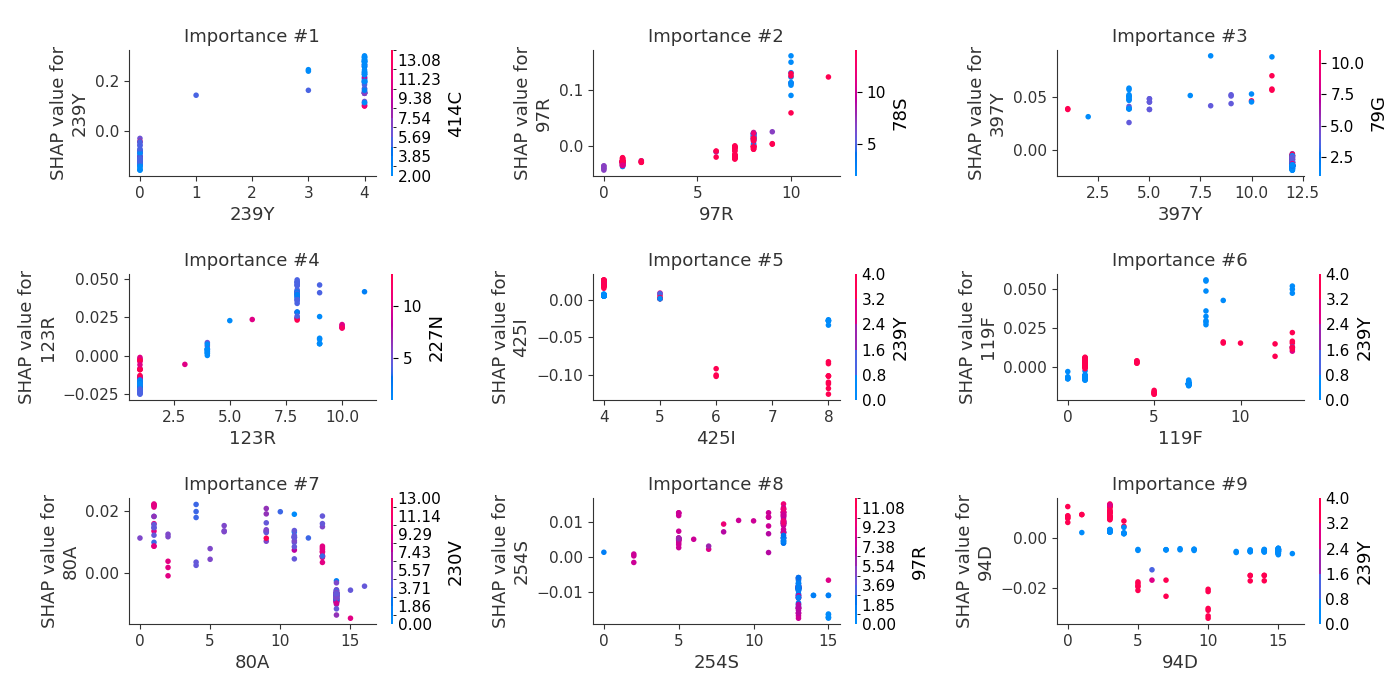 Importance #1
SHAP value for
239Y
0.2
0.0
0
1
2
3
4
239Y
13.08
11.23
9.38
7.54
5.69
3.85
2.00
414C
Importance #2
SHAP value for
97R
0.1
0.0
0
5
10
97R
10
5
78S
Importance #3
SHAP value for
397Y
0.05
0.00
2.5
5.0
7.5
10.0
12.5
397Y
10.0
7.5
5.0
2.5
79G
Importance #4
SHAP value for
123R
0.050
0.025
0.000
−0.025
2.5
5.0
7.5
10.0
123R
10
5
227N
Importance #5
SHAP value for
425I
0.00
−0.05
−0.10
4
5
6
7
8
425I
4.0
3.2
2.4
1.6
0.8
0.0
239Y
Importance #6
SHAP value for
119F
0.050
0.025
0.000
0
10
119F
4.0
3.2
2.4
1.6
0.8
0.0
239Y
Importance #7
SHAP value for
80A
0.02
0.00
0
5
10
15
80A
13.00
11.14
9.29
7.43
5.57
3.71
1.86
0.00
230V
Importance #8
SHAP value for
254S
0.01
0.00
−0.01
0
5
10
15
254S
11.08
9.23
7.38
5.54
3.69
1.85
0.00
97R
Importance #9
SHAP value for
94D
0.00
−0.02
0
5
10
15
94D
4.0
3.2
2.4
1.6
0.8
0.0
239Y